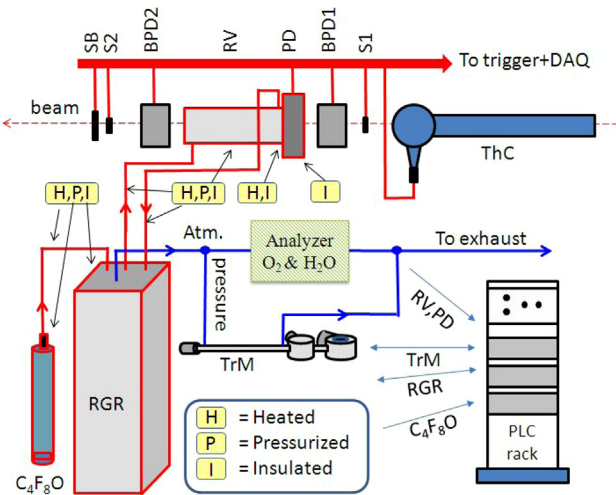 SB
S2
BPD2
RV
PD
BPD1
S1
To trigger+DAQ
beam
ThC
H,P,I
H,P,I
H,I
I
Atm.
pressure
Analyzer
O₂ & H₂O
To exhaust
RV,PD
TrM
TrM
RGR
C₄F₈O
RGR
H = Heated
P = Pressurized
I = Insulated
PLC
rack
C₄F₈O